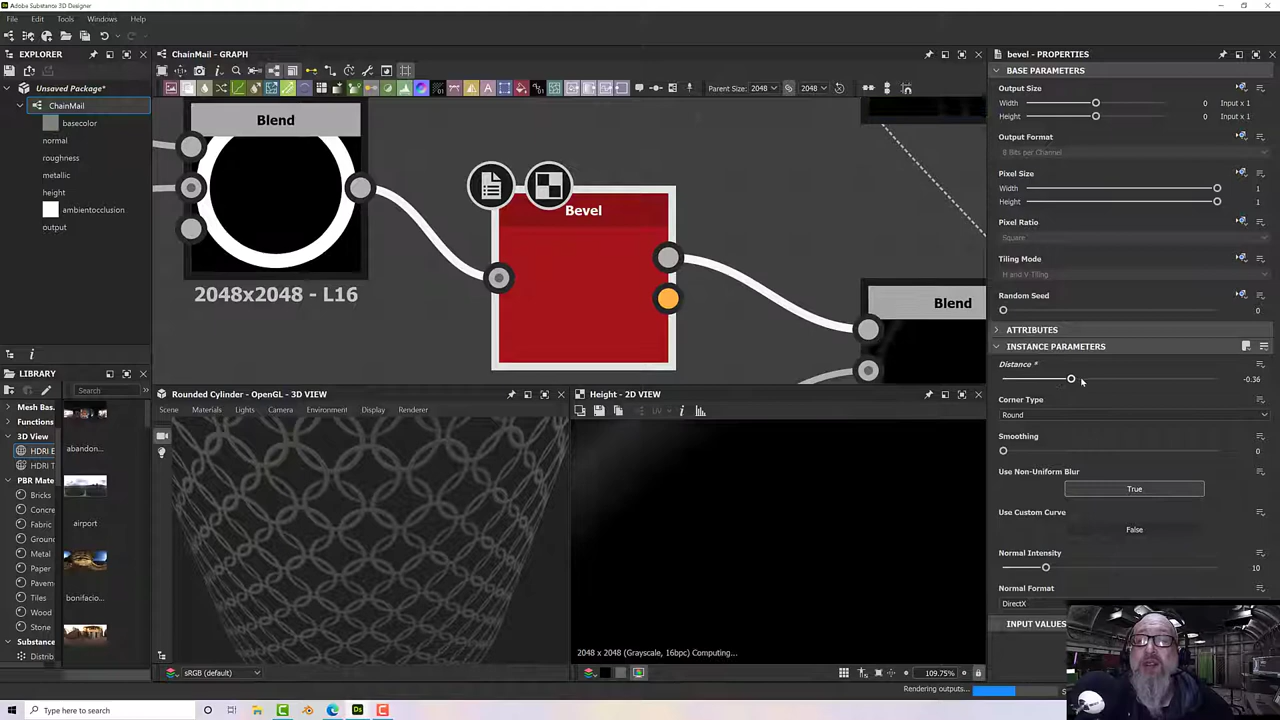 Adobe Substance 3D Designer
File Edit Tools Windows Help
EXPLORER
Unsaved Package*
ChainMail
basecolor
normal
roughness
metallic
height
ambientocclusion
output
LIBRARY
Search
Mesh Bas..
Functions
3D View
HDRI E
HDRI T
PBR Mate
Bricks
Concre
Fabric
Ground
Metal
Paper
Pavem
Tiles
Wood
Stone
Substanc
Distrib
abandon...
airport
bonifacio...
ChainMail - GRAPH
Parent Size: 2048 2048
Blend
2048x2048 - L16
Bevel
Blend
Rounded Cylinder - OpenGL - 3D VIEW
Scene Materials Lights Camera Environment Display Renderer
sRGB (default)
Height - 2D VIEW
UV
2048 x 2048 (Grayscale, 16bpc) Computing...
109.75%
Rendering outputs...
bevel - PROPERTIES
BASE PARAMETERS
Output Size
Width 0 Input x 1
Height 0 Input x 1
Output Format
8 Bits per Channel
Pixel Size
Width 1
Height 1
Pixel Ratio
Square
Tiling Mode
H and V Tiling
Random Seed
0
ATTRIBUTES
INSTANCE PARAMETERS
Distance *
-0.36
Corner Type
Round
Smoothing
0
Use Non-Uniform Blur
True
Use Custom Curve
False
Normal Intensity
10
Normal Format
DirectX
INPUT VALUES
Type here to search
Ds